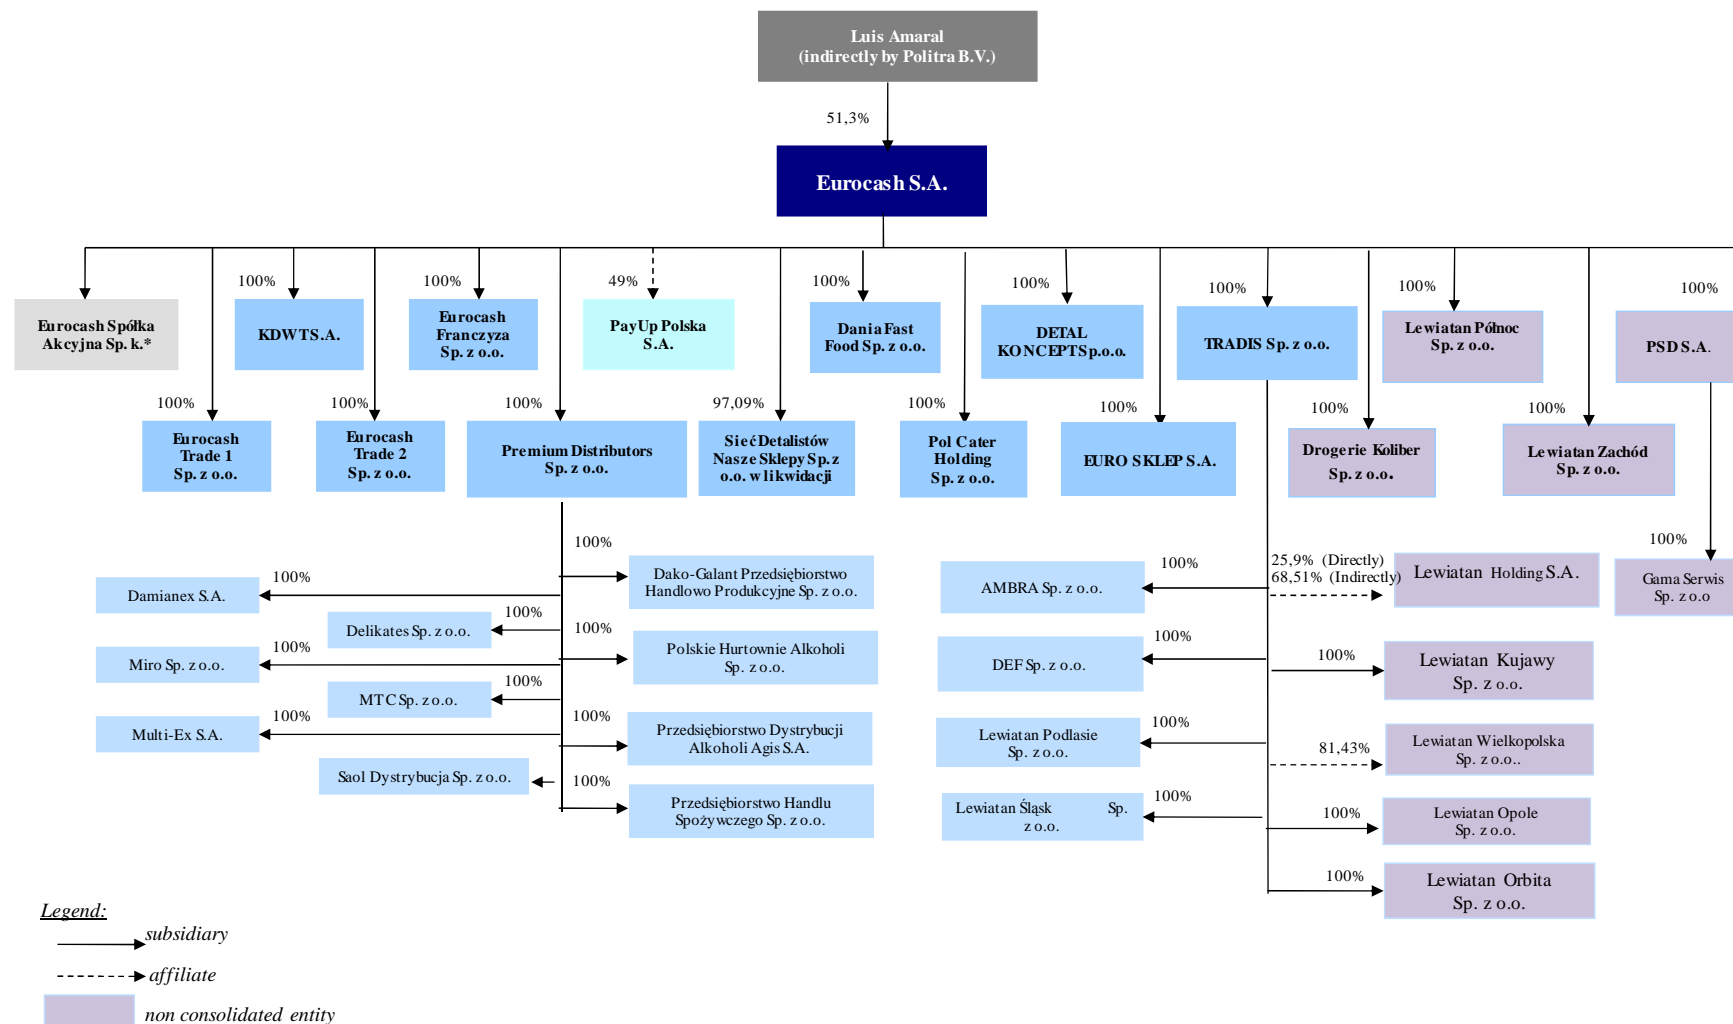 Luis Amaral
(indirectly by Politra B.V.)
51,3%
Eurocash S.A.
100%
100%
49%
100%
100%
100%
100%
100%
Eurocash Spółka
Akcyjna Sp. k.*
KDWT S.A.
Eurocash
Franczyza
Sp. z o.o.
PayUp Polska
S.A.
Dania Fast
Food Sp. z o.o.
DETAL
KONCEPT Sp.o.o.
TRADIS Sp. z o.o.
Lewiatan Północ
Sp. z o.o.
PSD S.A.
100%
100%
100%
97,09%
100%
100%
100%
100%
Eurocash
Trade 1
Sp. z o.o.
Eurocash
Trade 2
Sp. z o.o.
Premium Distributors
Sp. z o.o.
Sieć Detalistów
Nasze Sklepy Sp. z
o.o. w likwidacji
Pol Cater
Holding
Sp. z o.o.
EURO SKLEP S.A.
Drogerie Koliber
Sp. z o.o.
Lewiatan Zachód
Sp. z o.o.
100%
Damianex S.A.
100%
Delikates Sp. z o.o.
100%
Miro Sp. z o.o.
100%
MTC Sp. z o.o.
100%
Multi-Ex S.A.
Saol Dystrybucja Sp. z o.o.
100%
Dako-Galant Przedsiębiorstwo
Handlowo Produkcyjne Sp. z o.o.
100%
Polskie Hurtownie Alkoholi
Sp. z o.o.
100%
Przedsiębiorstwo Dystrybucji
Alkoholi Agis S.A.
100%
Przedsiębiorstwo Handlu
Spożywczego Sp. z o.o.
100%
AMBRA Sp. z o.o.
100%
DEF Sp. z o.o.
100%
Lewiatan Podlasie
Sp. z o.o.
100%
Lewiatan Śląsk Sp.
z o.o.
25,9% (Directly)
68,51% (Indirectly)
Lewiatan Holding S.A.
100%
Lewiatan Kujawy
Sp. z o.o.
81,43%
Lewiatan Wielkopolska
Sp. z o.o..
100%
Lewiatan Opole
Sp. z o.o.
100%
Lewiatan Orbita
Sp. z o.o.
100%
Gama Serwis
Sp. z o.o
Legend:
subsidiary
affiliate
non consolidated entity